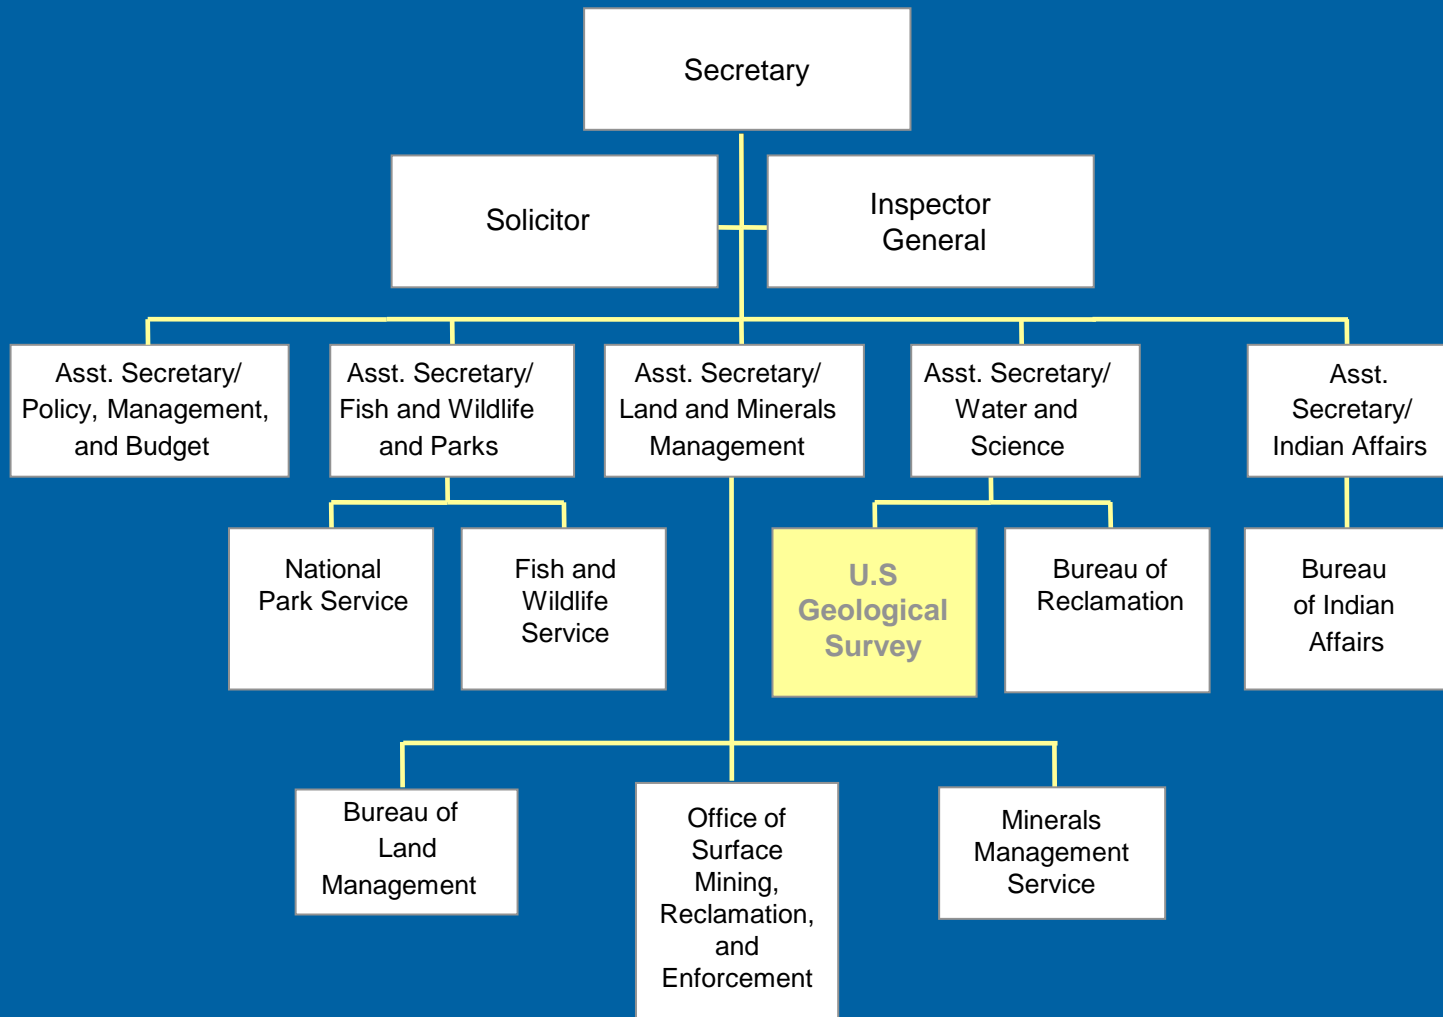 Secretary
Solicitor
Inspector
General
Asst. Secretary/
Policy, Management,
and Budget
Asst. Secretary/
Fish and Wildlife
and Parks
Asst. Secretary/
Land and Minerals
Management
Asst. Secretary/
Water and
Science
Asst.
Secretary/
Indian Affairs
National
Park Service
Fish and
Wildlife
Service
U.S
Geological
Survey
Bureau of
Reclamation
Bureau
of Indian
Affairs
Bureau of
Land
Management
Office of
Surface
Mining,
Reclamation,
and
Enforcement
Minerals
Management
Service